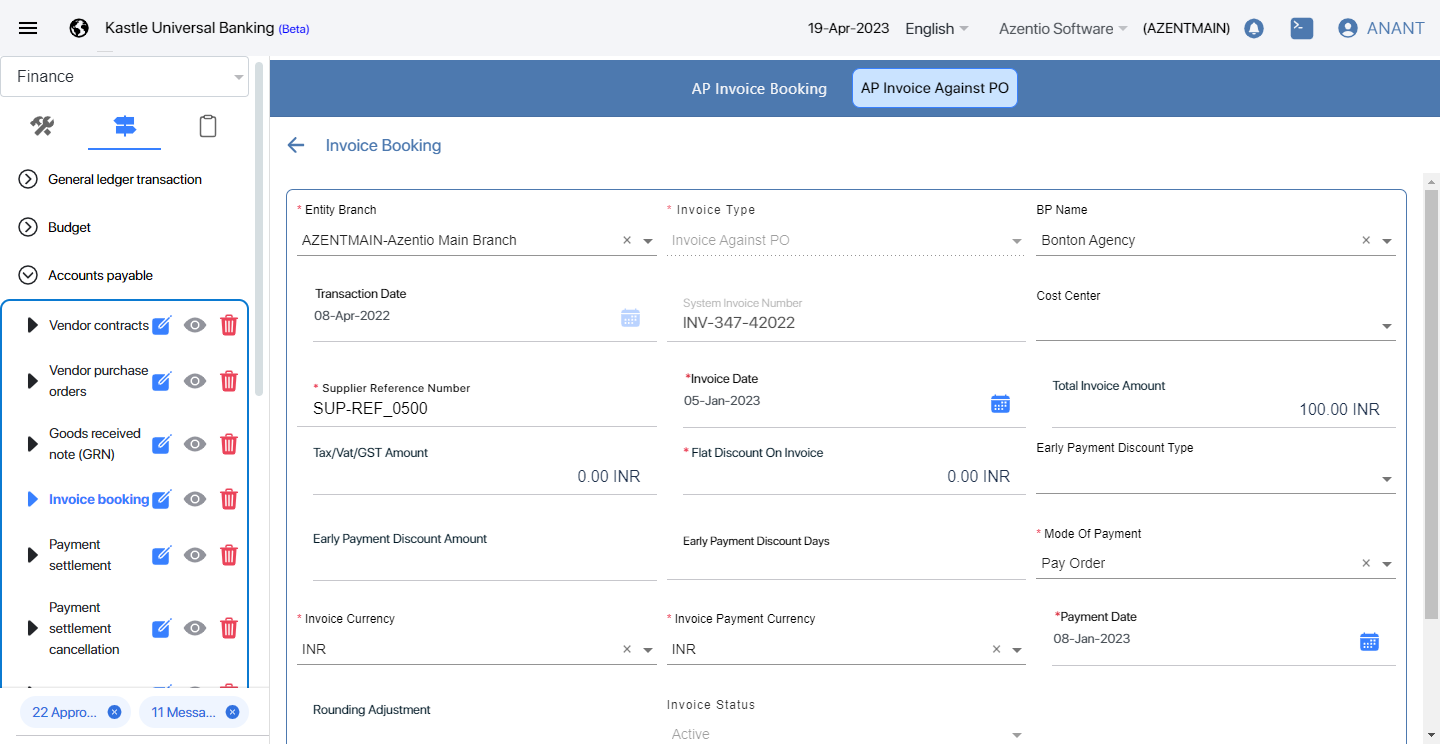 Kastle Universal Banking (Beta)
19-Apr-2023
English
Azentio Software
(AZENTMAIN)
ANANT
Finance
General ledger transaction
Budget
Accounts payable
Vendor contracts
Vendor purchase
orders
Goods received
note (GRN)
Invoice booking
Payment
settlement
Payment
settlement
cancellation
22 Appro...
11 Messa...
AP Invoice Booking
AP Invoice Against PO
Invoice Booking
* Entity Branch
AZENTMAIN-Azentio Main Branch
* Invoice Type
Invoice Against PO
BP Name
Bonton Agency
Transaction Date
08-Apr-2022
System Invoice Number
INV-347-42022
Cost Center
* Supplier Reference Number
SUP-REF_0500
*Invoice Date
05-Jan-2023
Total Invoice Amount
100.00 INR
Tax/Vat/GST Amount
0.00 INR
* Flat Discount On Invoice
0.00 INR
Early Payment Discount Type
Early Payment Discount Amount
Early Payment Discount Days
* Mode Of Payment
Pay Order
* Invoice Currency
INR
* Invoice Payment Currency
INR
*Payment Date
08-Jan-2023
Rounding Adjustment
Invoice Status
Active